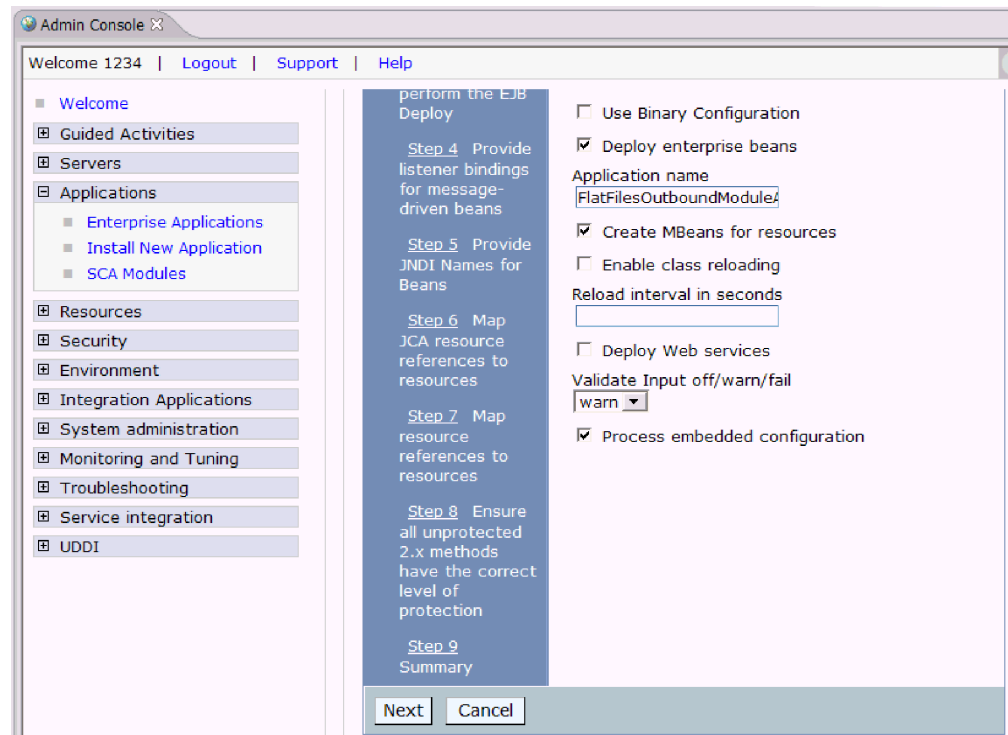 Admin Console
Welcome 1234 | Logout | Support | Help
Welcome
Guided Activities
Servers
Applications
Enterprise Applications
Install New Application
SCA Modules
Resources
Security
Environment
Integration Applications
System administration
Monitoring and Tuning
Troubleshooting
Service integration
UDDI
perform the EJB
Deploy
Step 4 Provide
listener bindings
for message-
driven beans
Step 5 Provide
JNDI Names for
Beans
Step 6 Map
JCA resource
references to
resources
Step 7 Map
resource
references to
resources
Step 8 Ensure
all unprotected
2.x methods
have the correct
level of
protection
Step 9
Summary
Use Binary Configuration
Deploy enterprise beans
Application name
FlatFilesOutboundModuleA
Create MBeans for resources
Enable class reloading
Reload interval in seconds
Deploy Web services
Validate Input off/warn/fail
warn
Process embedded configuration
Next Cancel